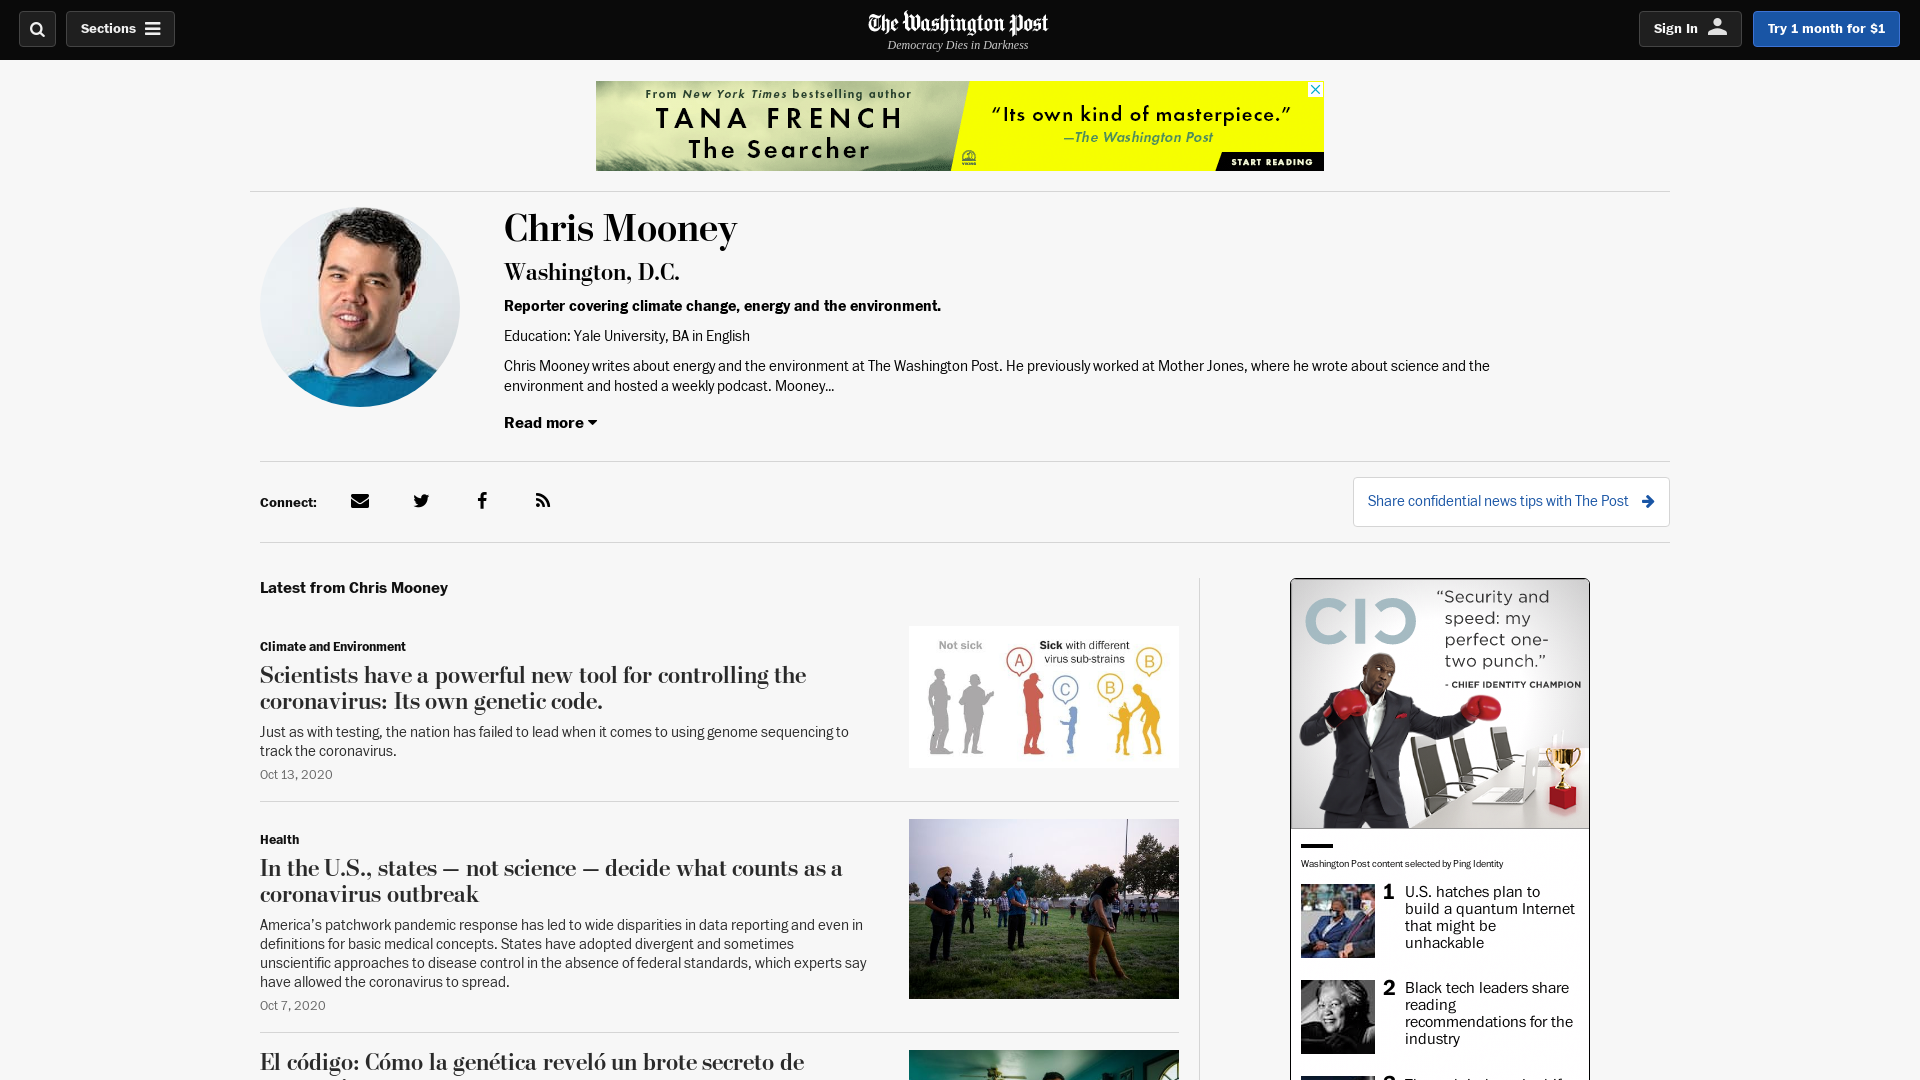 Sections
The Washington Post
Democracy Dies in Darkness
Sign In
Try 1 month for $1
From New York Times bestselling author
TANA FRENCH
The Searcher
“Its own kind of masterpiece.”
—The Washington Post
START READING
Chris Mooney
Washington, D.C.
Reporter covering climate change, energy and the environment.
Education: Yale University, BA in English
Chris Mooney writes about energy and the environment at The Washington Post. He previously worked at Mother Jones, where he wrote about science and the
environment and hosted a weekly podcast. Mooney...
Read more
Connect:
Share confidential news tips with The Post
Latest from Chris Mooney
Climate and Environment
Scientists have a powerful new tool for controlling the
coronavirus: Its own genetic code.
Just as with testing, the nation has failed to lead when it comes to using genome sequencing to
track the coronavirus.
Oct 13, 2020
Not sick
Sick with different
virus sub-strains
A
C
B
B
Health
In the U.S., states — not science — decide what counts as a
coronavirus outbreak
America’s patchwork pandemic response has led to wide disparities in data reporting and even in
definitions for basic medical concepts. States have adopted divergent and sometimes
unscientific approaches to disease control in the absence of federal standards, which experts say
have allowed the coronavirus to spread.
Oct 7, 2020
El código: Cómo la genética reveló un brote secreto de
CIC
“Security and
speed: my
perfect one-
two punch.”
- CHIEF IDENTITY CHAMPION
Washington Post content selected by Ping Identity
1
U.S. hatches plan to
build a quantum Internet
that might be
unhackable
2
Black tech leaders share
reading
recommendations for the
industry